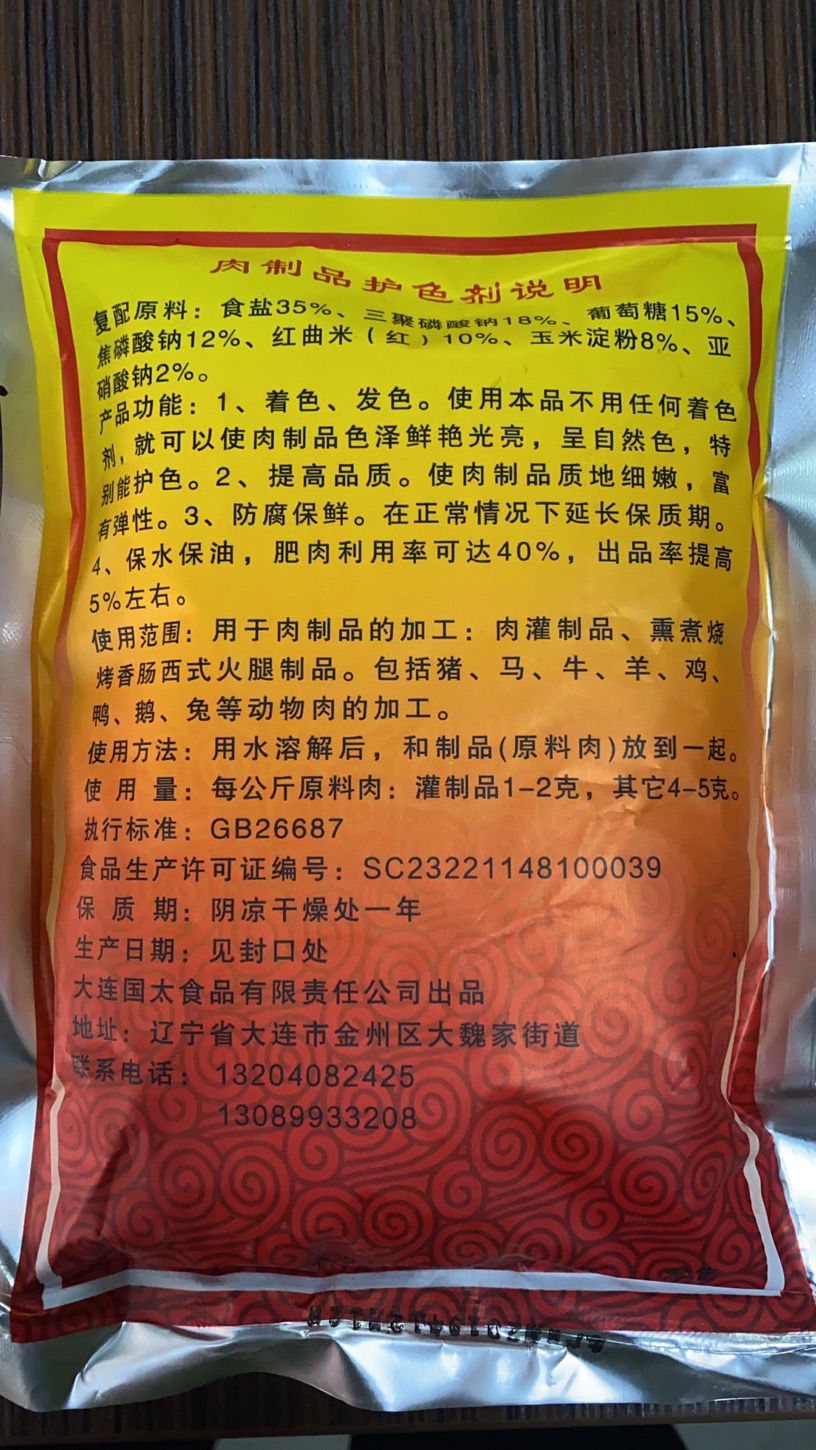 肉制品护色剂说明
复配原料：食盐35%、三聚磷酸钠18%、葡萄糖15%、
焦磷酸钠12%、红曲米（红）10%、玉米淀粉8%、亚
硝酸钠2%。
产品功能：1、着色、发色。使用本品不用任何着色
剂，就可以使肉制品色泽鲜艳光亮，呈自然色，特
别能护色。2、提高品质。使肉制品质地细嫩，富
有弹性。3、防腐保鲜。在正常情况下延长保质期。
4、保水保油，肥肉利用率可达40%，出品率提高
5%左右。
使用范围：用于肉制品的加工：肉灌制品、熏煮烧
烤香肠西式火腿制品。包括猪、马、牛、羊、鸡、
鸭、鹅、兔等动物肉的加工。
使用方法：用水溶解后，和制品(原料肉)放到一起。
使 用 量：每公斤原料肉：灌制品1-2克，其它4-5克。
执行标准：GB26687
食品生产许可证编号：SC23221148100039
保 质 期：阴凉干燥处一年
生产日期：见封口处
大连国太食品有限责任公司出品
地址：辽宁省大连市金州区大魏家街道
联系电话：13204082425
13089933208